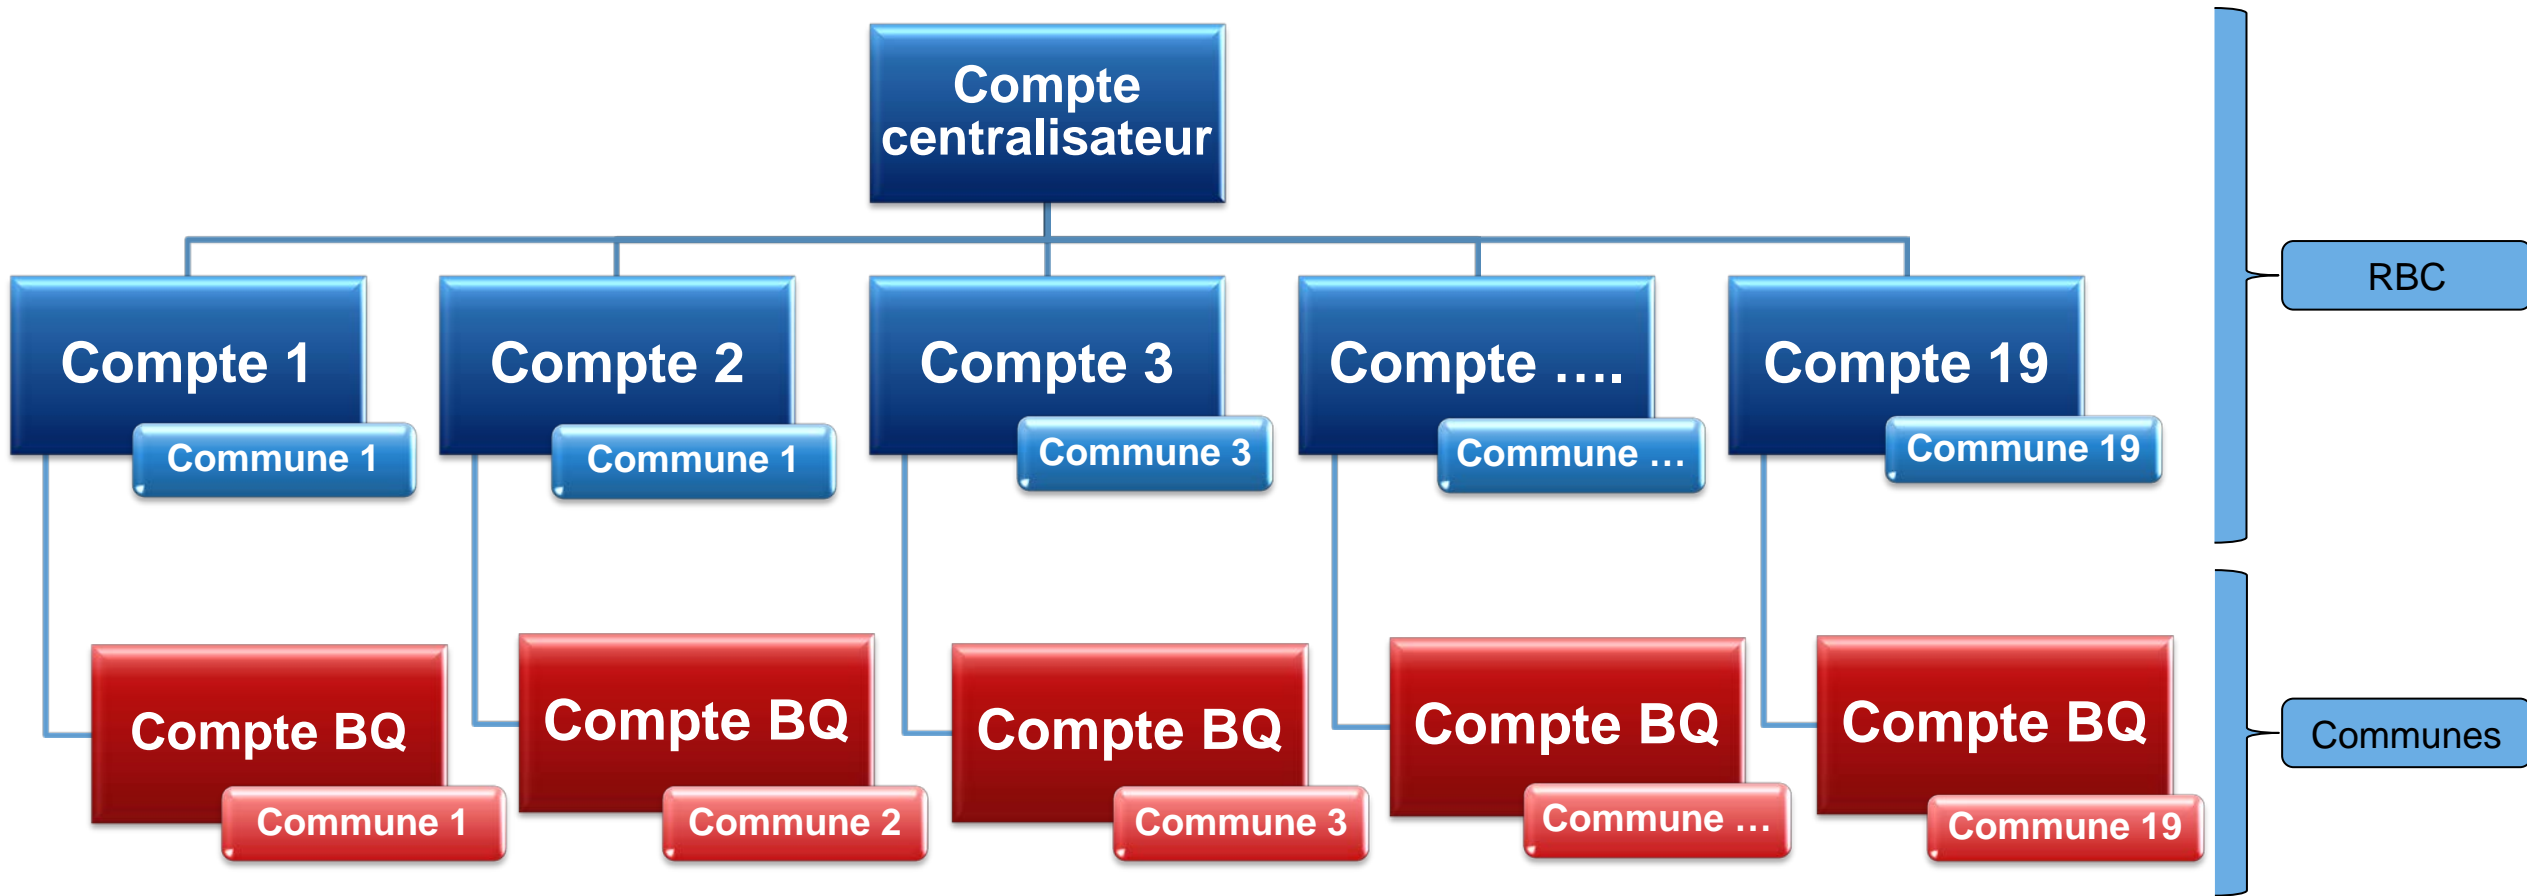 Compte
centralisateur
RBC
Compte 1
Compte 2
Compte 3
Compte ….
Compte 19
Commune 1
Commune 1
Commune 3
Commune …
Commune 19
Compte BQ
Compte BQ
Compte BQ
Compte BQ
Compte BQ
Communes
Commune 1
Commune 2
Commune 3
Commune …
Commune 19